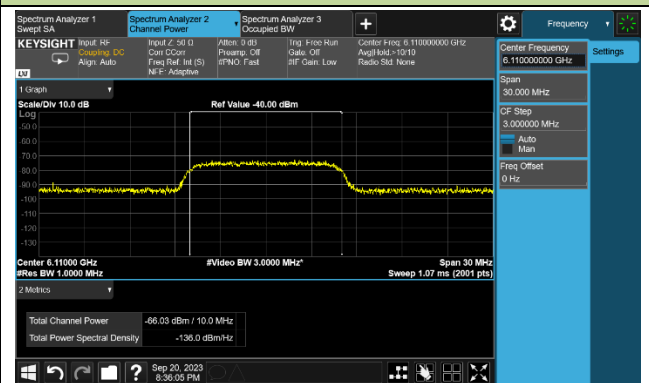 Spectrum Analyzer 1
Swept SA
Spectrum Analyzer 2
Channel Power
Spectrum Analyzer 3
Occupied BW
+
Frequency
KEYSIGHT
Input: RF
Coupling: DC
Align: Auto
Input Z: 50 Ω
Corr CCorr
Freq Ref: Int (S)
NFE: Adaptive
Atten: 0 dB
Preamp: Off
#PNO: Fast
Trig: Free Run
Gate: Off
#IF Gain: Low
Center Freq: 6.110000000 GHz
Avg|Hold:>10/10
Radio Std: None
LXI
Center Frequency
6.110000000 GHz
Settings
Span
30.000 MHz
CF Step
3.000000 MHz
Auto
Man
Freq Offset
0 Hz
1 Graph
Scale/Div 10.0 dB
Ref Value -40.00 dBm
Log
-50.0
-60.0
-70.0
-80.0
-90.0
-100
-110
-120
-130
Center 6.11000 GHz
#Video BW 3.0000 MHz*
Span 30 MHz
#Res BW 1.0000 MHz
Sweep 1.07 ms (2001 pts)
2 Metrics
Total Channel Power -66.03 dBm / 10.0 MHz
Total Power Spectral Density -136.0 dBm/Hz
?
Sep 20, 2023
8:36:05 PM